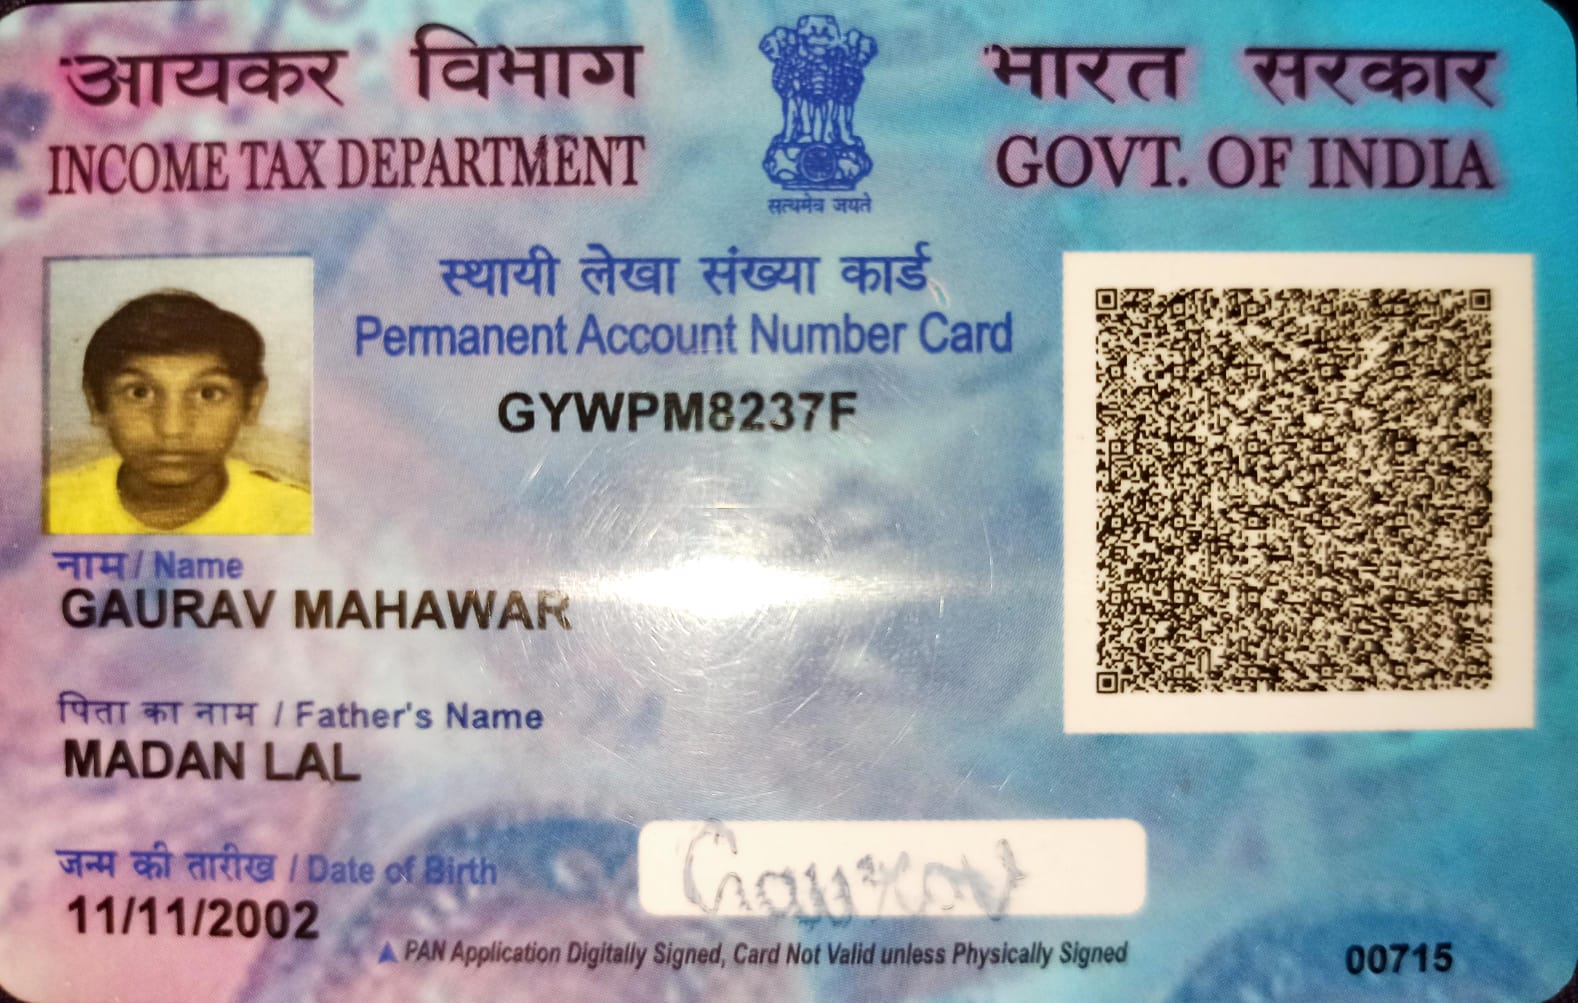 आयकर विभाग
INCOME TAX DEPARTMENT
सत्यमेव जयते
भारत सरकार
GOVT. OF INDIA
स्थायी लेखा संख्या कार्ड
Permanent Account Number Card
GYWPM8237F
नाम / Name
GAURAV MAHAWAR
पिता का नाम / Father's Name
MADAN LAL
जन्म की तारीख / Date of Birth
11/11/2002
Gaurav
PAN Application Digitally Signed, Card Not Valid unless Physically Signed
00715